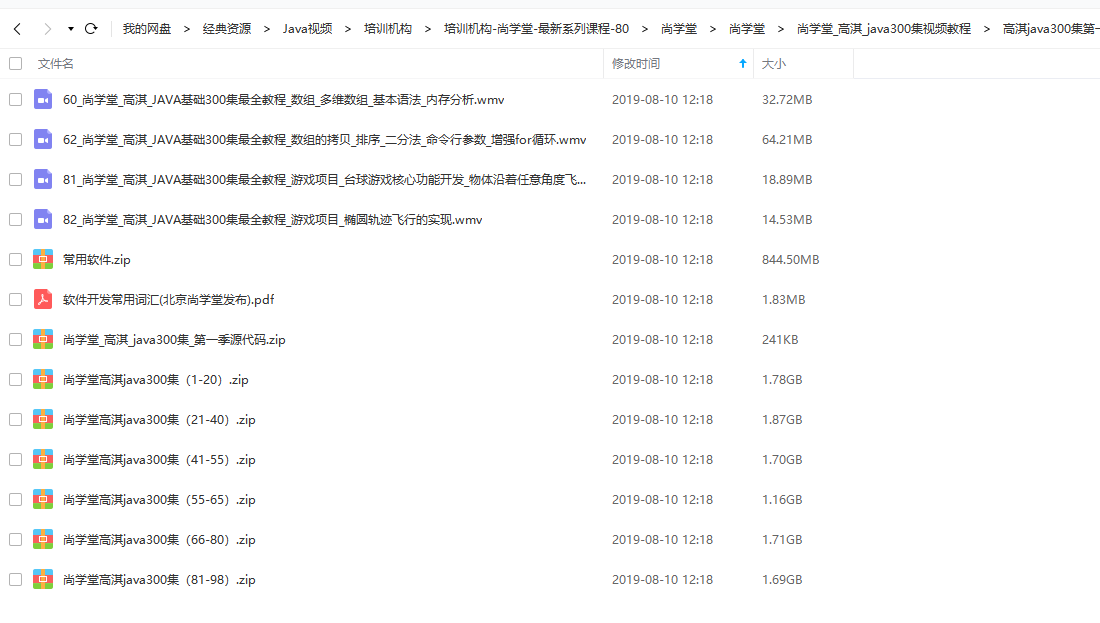 我的网盘 > 经典资源 > Java视频 > 培训机构 > 培训机构-尚学堂-最新系列课程-80 > 尚学堂 > 尚学堂 > 尚学堂_高淇_java300集视频教程 > 高淇java300集第一
文件名 修改时间 大小
60_尚学堂_高淇_JAVA基础300集最全教程_数组_多维数组_基本语法_内存分析.wmv 2019-08-10 12:18 32.72MB
62_尚学堂_高淇_JAVA基础300集最全教程_数组的拷贝_排序_二分法_命令行参数_增强for循环.wmv 2019-08-10 12:18 64.21MB
81_尚学堂_高淇_JAVA基础300集最全教程_游戏项目_台球游戏核心功能开发_物体沿着任意角度飞... 2019-08-10 12:18 18.89MB
82_尚学堂_高淇_JAVA基础300集最全教程_游戏项目_椭圆轨迹飞行的实现.wmv 2019-08-10 12:18 14.53MB
常用软件.zip 2019-08-10 12:18 844.50MB
软件开发常用词汇(北京尚学堂发布).pdf 2019-08-10 12:18 1.83MB
尚学堂_高淇_java300集_第一季源代码.zip 2019-08-10 12:18 241KB
尚学堂高淇java300集（1-20）.zip 2019-08-10 12:18 1.78GB
尚学堂高淇java300集（21-40）.zip 2019-08-10 12:18 1.87GB
尚学堂高淇java300集（41-55）.zip 2019-08-10 12:18 1.70GB
尚学堂高淇java300集（55-65）.zip 2019-08-10 12:18 1.16GB
尚学堂高淇java300集（66-80）.zip 2019-08-10 12:18 1.71GB
尚学堂高淇java300集（81-98）.zip 2019-08-10 12:18 1.69GB